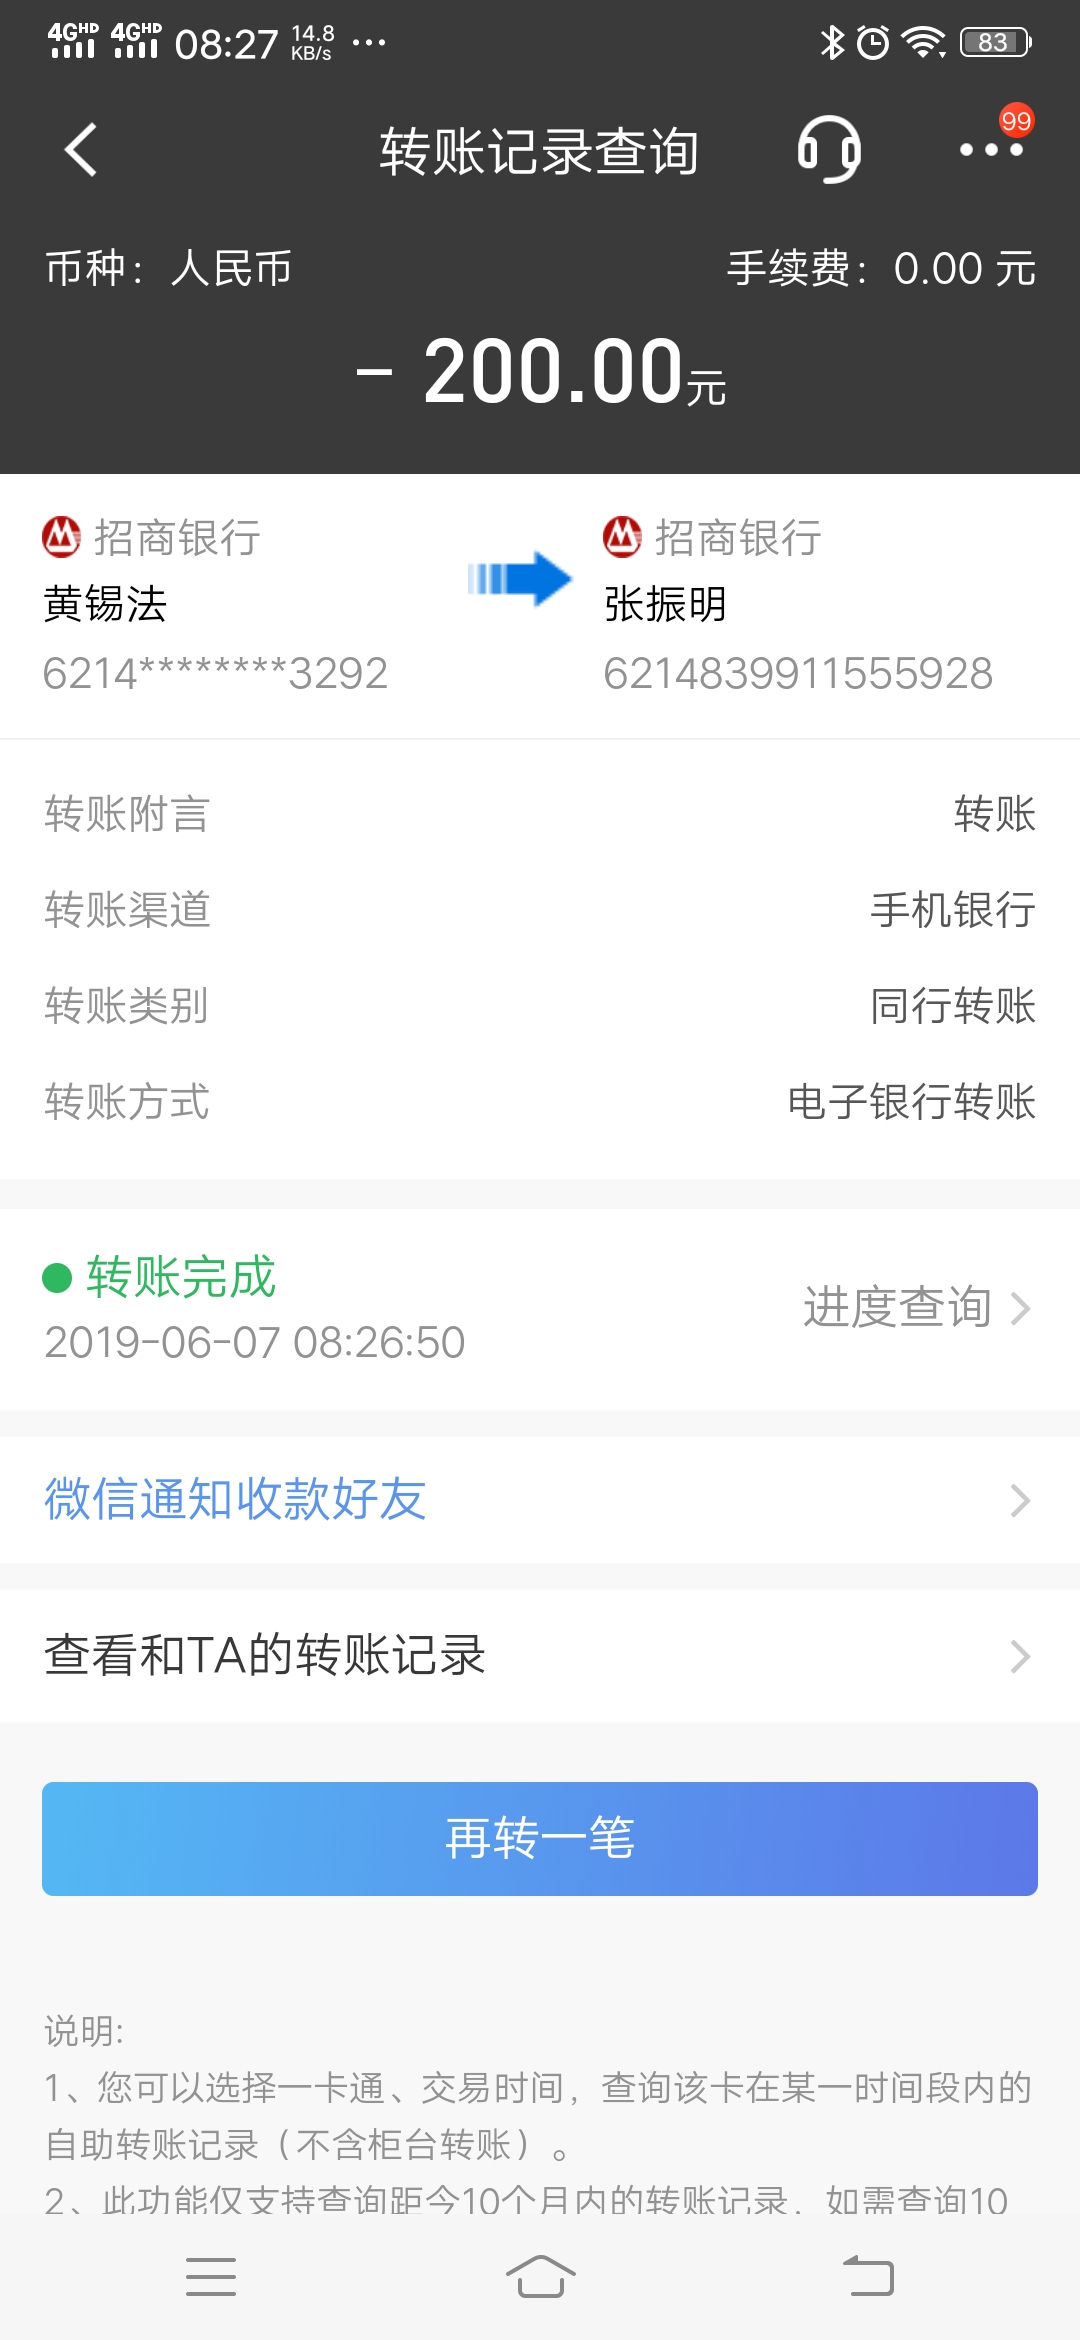 4GHD 4GHD 08:27 14.8 KB/s ··· 83
转账记录查询 99
币种：人民币 手续费：0.00 元
- 200.00元
招商银行 招商银行
黄锡法 张振明
6214********3292 6214839911555928
转账附言 转账
转账渠道 手机银行
转账类别 同行转账
转账方式 电子银行转账
转账完成
进度查询
2019-06-07 08:26:50
微信通知收款好友
查看和TA的转账记录
再转一笔
说明:
1、您可以选择一卡通、交易时间，查询该卡在某一时间段内的
自助转账记录（不含柜台转账）。
2、此功能仅支持查询距今10个月内的转账记录，如需查询10